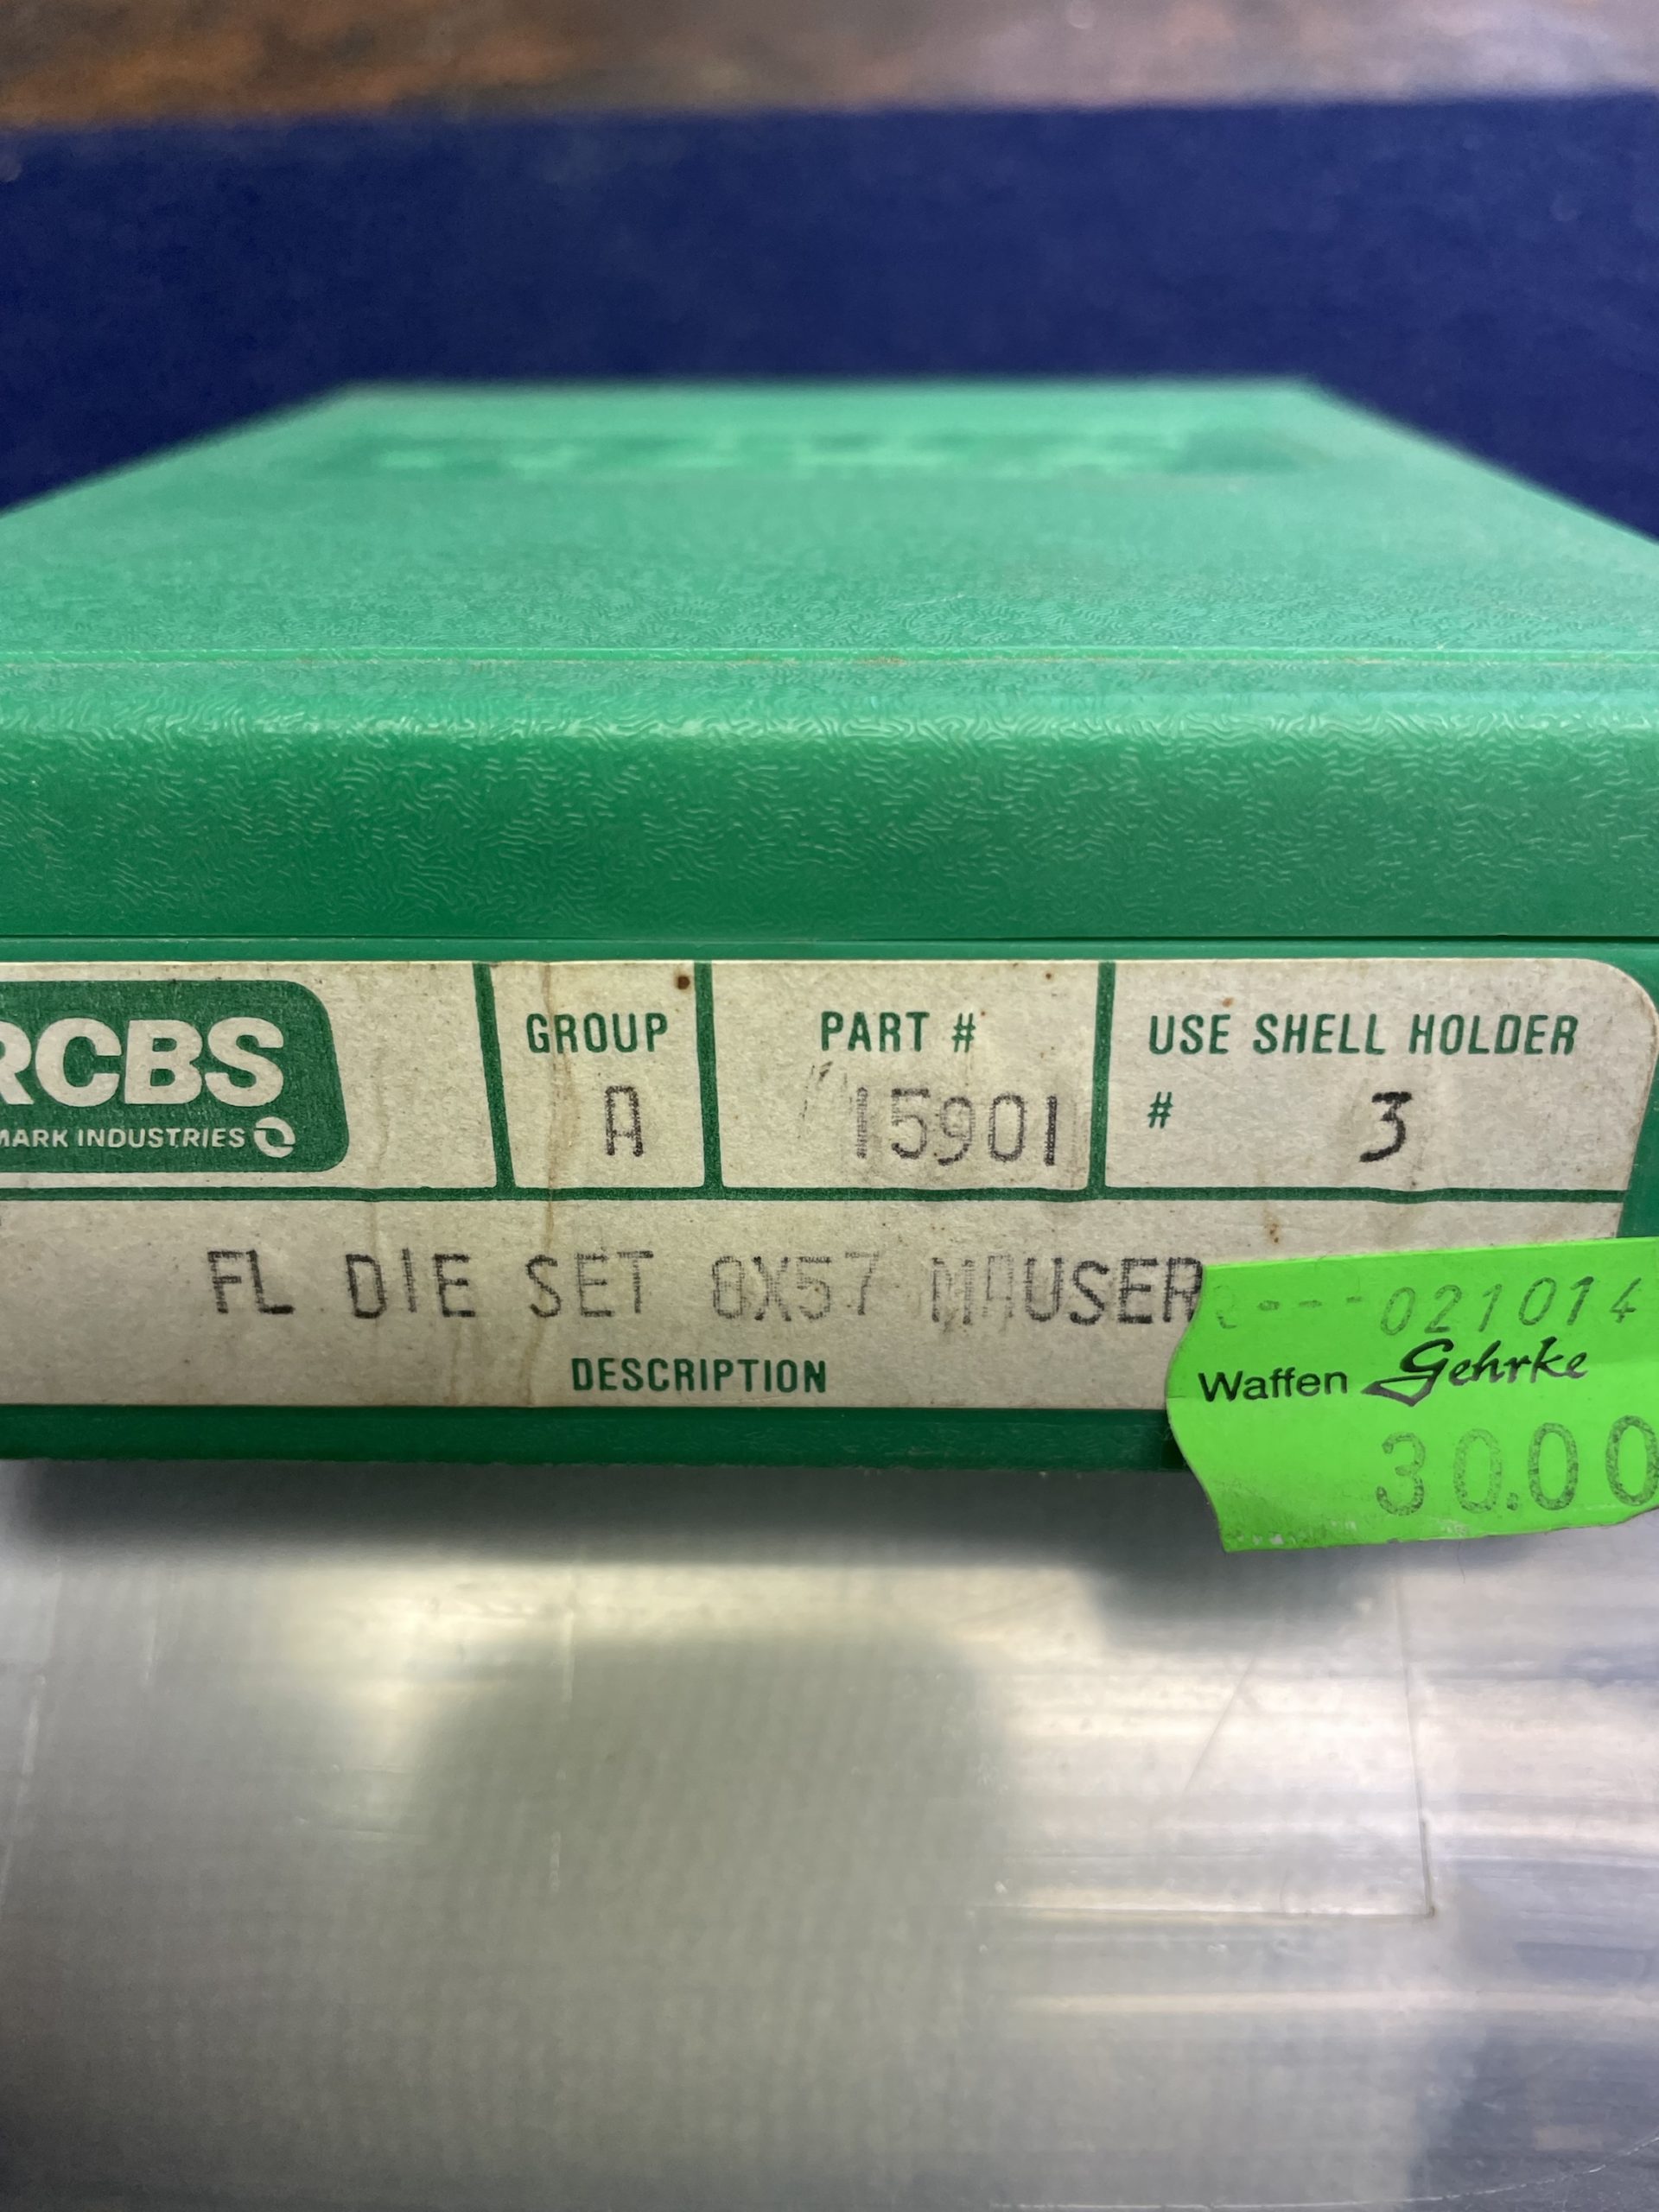 RCBS
MARK INDUSTRIES
GROUP
A
PART #
15901
USE SHELL HOLDER
# 3
FL DIE SET 8X57 MAUSER
DESCRIPTION
---021014
Waffen Gehrke
30.00